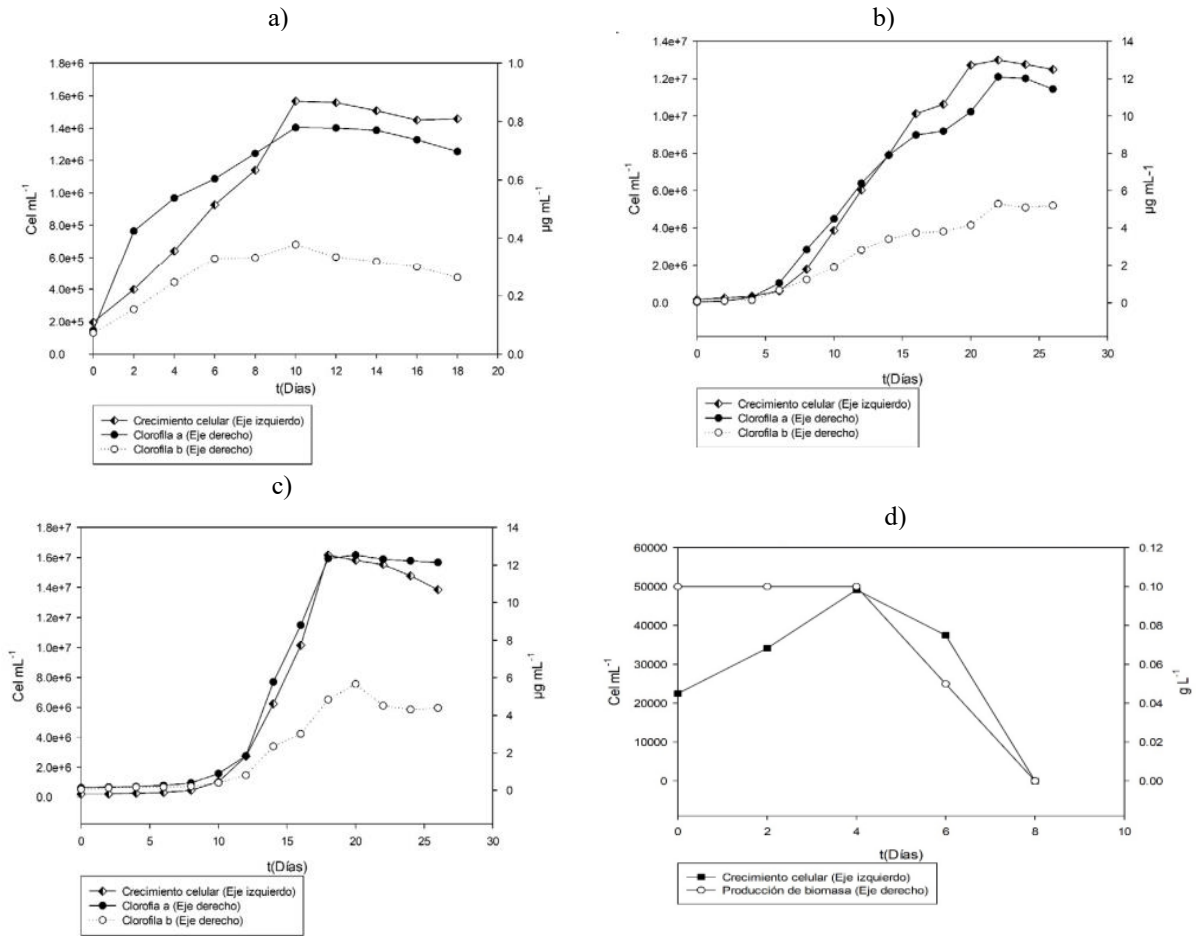 a)
1.8e+6
1.6e+6
1.4e+6
1.2e+6
1.0e+6
8.0e+5
6.0e+5
4.0e+5
2.0e+5
0.0
Cel mL-1
1.0
0.8
0.6
0.4
0.2
0.0
µg mL-1
0 2 4 6 8 10 12 14 16 18 20
t(Días)
Crecimiento celular (Eje izquierdo)
Clorofila a (Eje derecho)
Clorofila b (Eje derecho)
b)
1.4e+7
1.2e+7
1.0e+7
8.0e+6
6.0e+6
4.0e+6
2.0e+6
0.0
Cel mL-1
14
12
10
8
6
4
2
0
µg mL-1
0 5 10 15 20 25 30
t(Días)
Crecimiento celular (Eje izquierdo)
Clorofila a (Eje derecho)
Clorofila b (Eje derecho)
c)
1.8e+7
1.6e+7
1.4e+7
1.2e+7
1.0e+7
8.0e+6
6.0e+6
4.0e+6
2.0e+6
0.0
Cel mL-1
14
12
10
8
6
4
2
0
µg mL-1
0 5 10 15 20 25 30
t(Días)
Crecimiento celular (Eje izquierdo)
Clorofia a (Eje derecho)
Clorofila b (Eje derecho)
d)
60000
50000
40000
30000
20000
10000
0
Cel mL-1
0.12
0.10
0.08
0.06
0.04
0.02
0.00
g L-1
0 2 4 6 8 10
t(Días)
Crecimiento celular (Eje izquierdo)
Producción de biomasa (Eje derecho)